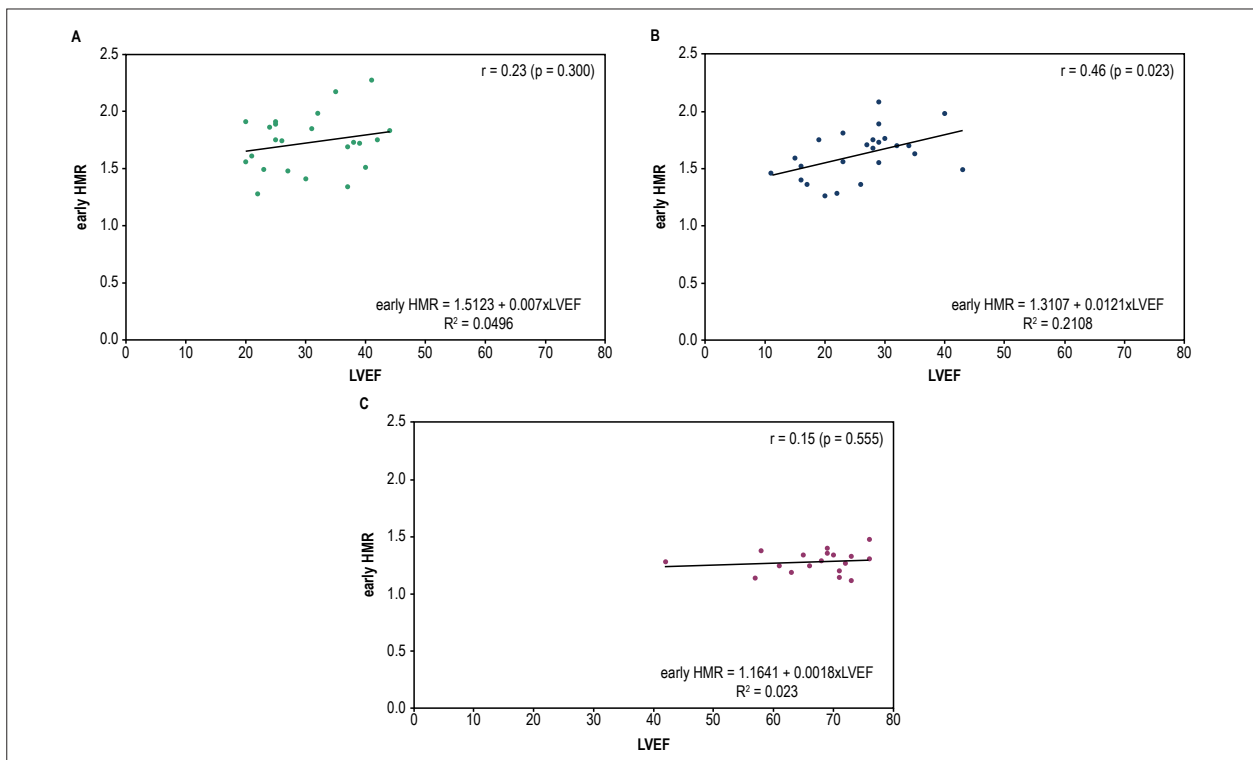 A
early HMR
2.5
2.0
1.5
1.0
0.5
0.0
r = 0.23 (p = 0.300)
early HMR = 1.5123 + 0.007xLVEF
R² = 0.0496
0 10 20 30 40 50 60 70 80
LVEF
B
early HMR
2.5
2.0
1.5
1.0
0.5
0.0
r = 0.46 (p = 0.023)
early HMR = 1.3107 + 0.0121xLVEF
R² = 0.2108
0 10 20 30 40 50 60 70 80
LVEF
C
early HMR
2.5
2.0
1.5
1.0
0.5
0.0
r = 0.15 (p = 0.555)
early HMR = 1.1641 + 0.0018xLVEF
R² = 0.023
0 10 20 30 40 50 60 70 80
LVEF